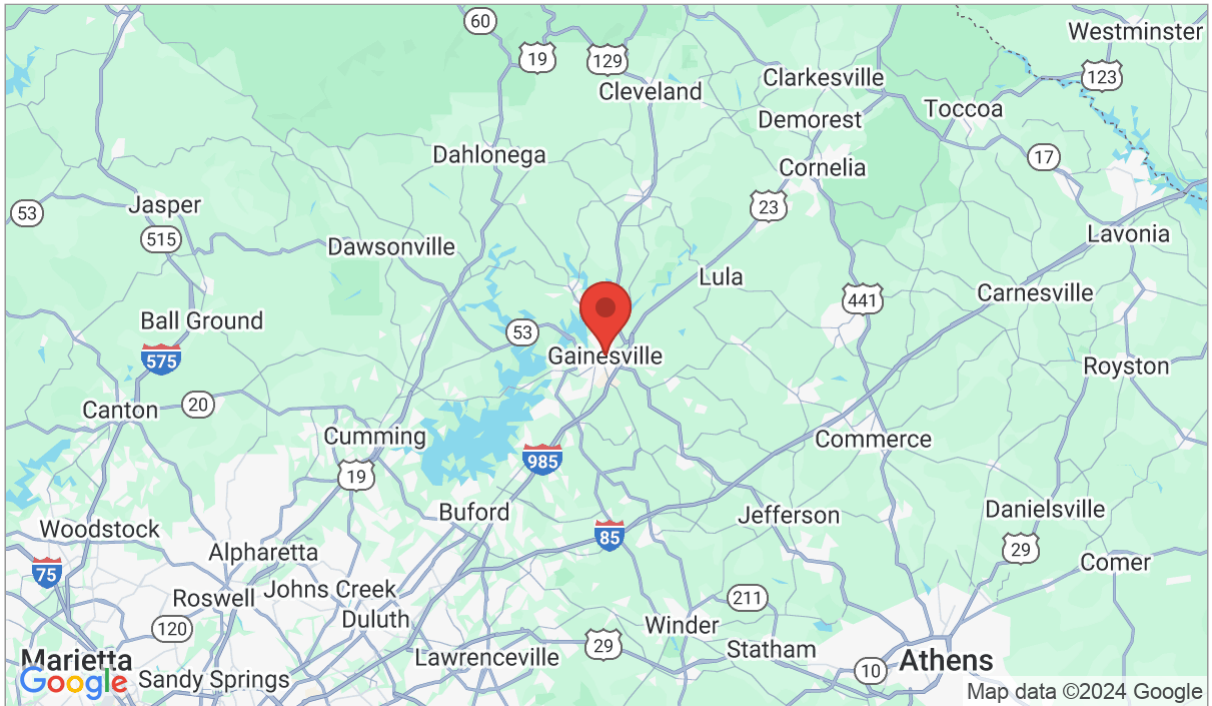 60
Westminster
19
129
123
Clarkesville
Cleveland
Toccoa
Demorest
Dahlonega
17
Cornelia
Jasper
23
53
515
Lavonia
Dawsonville
Lula
Carnesville
441
Ball Ground
53
Gainesville
575
Royston
Canton
20
Cumming
Commerce
985
19
Buford
Jefferson
Danielsville
Woodstock
85
Alpharetta
29
Comer
75
Johns Creek
Roswell
211
Duluth
120
Winder
29
Statham
Lawrenceville
Marietta
Athens
10
Sandy Springs
Google
Map data ©2024 Google